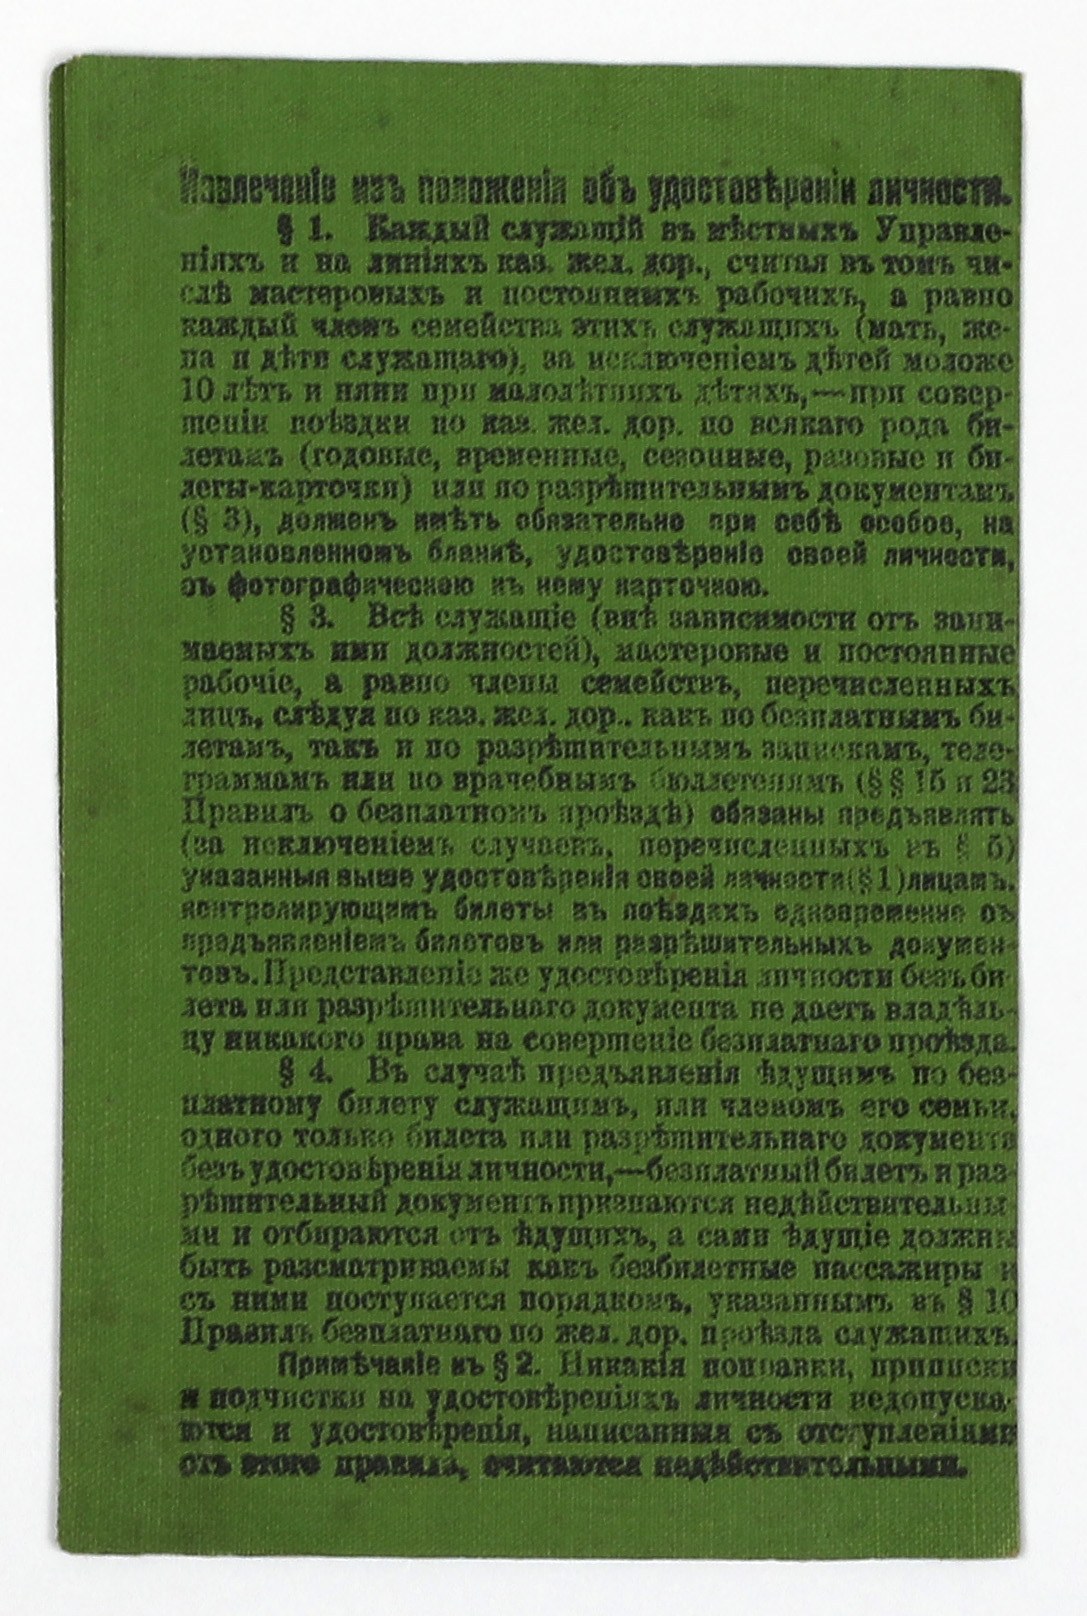 Извлеченіе изъ положенія объ удостовѣреніи личности.
§ 1. Каждый служащій въ мѣстныхъ Управле-
ніяхъ и на линіяхъ каз. жел. дор., считая въ томъ чи-
слѣ мастеровыхъ и постоянныхъ рабочихъ, а равно
каждый членъ семейства этихъ служащихъ (мать, же-
на и дѣти служащаго), за исключеніемъ дѣтей моложе
10 лѣтъ и няни при малолѣтнихъ дѣтяхъ,—при совер-
шеніи поѣздки по каз. жел. дор. по всякаго рода би-
летамъ (годовые, временные, сезонные, разовые и би-
леты-карточки) или по разрѣшительнымъ документамъ
(§ 3), долженъ имѣть обязательно при себѣ особое, на
установленномъ бланкѣ, удостовѣреніе своей личности,
съ фотографическою къ нему карточкою.
§ 3. Всѣ служащіе (внѣ зависимости отъ зани-
маемыхъ ими должностей), мастеровые и постоянные
рабочіе, а равно члены семействъ, перечисленныхъ
лицъ, слѣдуя по каз. жел. дор.. какъ по безплатнымъ би-
летамъ, такъ и по разрѣшительнымъ запискамъ, теле-
граммамъ или по врачебнымъ бюллетенямъ (§§ 15 и 23
Правилъ о безплатномъ проѣздѣ) обязаны предъявлять
(за исключеніемъ случаевъ, перечисленныхъ въ § 5)
указанныя выше удостовѣренія своей личности (§ 1) лицамъ,
контролирующимъ билеты въ поѣздахъ одновременно съ
предъявленіемъ билетовъ или разрѣшительныхъ докумен-
товъ. Представленіе же удостовѣренія личности безъ би-
лета или разрѣшительнаго документа не даетъ владѣль-
цу никакого права на совершеніе безплатнаго проѣзда.
§ 4. Въ случаѣ предъявленія ѣдущимъ по без-
платному билету служащимъ, или членомъ его семьи,
одного только билета или разрѣшительнаго документа
безъ удостовѣренія личности,—безплатный билетъ и раз-
рѣшительный документъ признаются недѣйствительны-
ми и отбираются отъ ѣдущихъ, а сами ѣдущіе должны
быть разсматриваемы какъ безбилетные пассажиры и
съ ними поступается порядкомъ, указаннымъ въ § 10
Правилъ безплатнаго по жел. дор. проѣзда служащихъ.
Примѣчаніе къ § 2. Никакія поправки, приписки
и подчистки на удостовѣреніяхъ личности недопуска-
ются и удостовѣренія, написанныя съ отступленіями
отъ этого правила, считаются недѣйствительными.